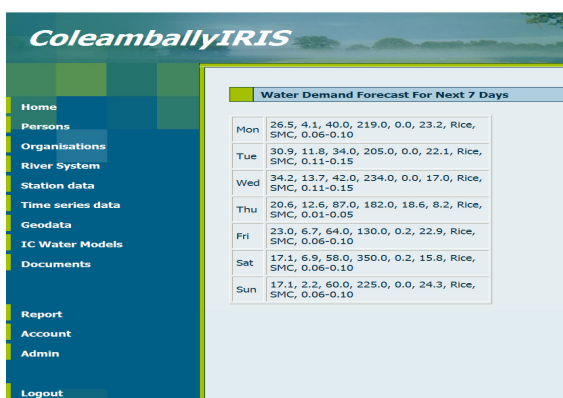 ColeamballyIRIS
Home
Persons
Organisations
River System
Station data
Time series data
Geodata
IC Water Models
Documents
Report
Account
Admin
Logout
Water Demand Forecast For Next 7 Days
Mon 26.5, 4.1, 40.0, 219.0, 0.0, 23.2, Rice,
SMC, 0.06-0.10
Tue 30.9, 11.8, 34.0, 205.0, 0.0, 22.1, Rice,
SMC, 0.11-0.15
Wed 34.2, 13.7, 42.0, 234.0, 0.0, 17.0, Rice,
SMC, 0.11-0.15
Thu 20.6, 12.6, 87.0, 182.0, 18.6, 8.2, Rice,
SMC, 0.01-0.05
Fri 23.0, 6.7, 64.0, 130.0, 0.2, 22.9, Rice,
SMC, 0.06-0.10
Sat 17.1, 6.9, 58.0, 350.0, 0.2, 15.8, Rice,
SMC, 0.06-0.10
Sun 17.1, 2.2, 60.0, 225.0, 0.0, 24.3, Rice,
SMC, 0.06-0.10